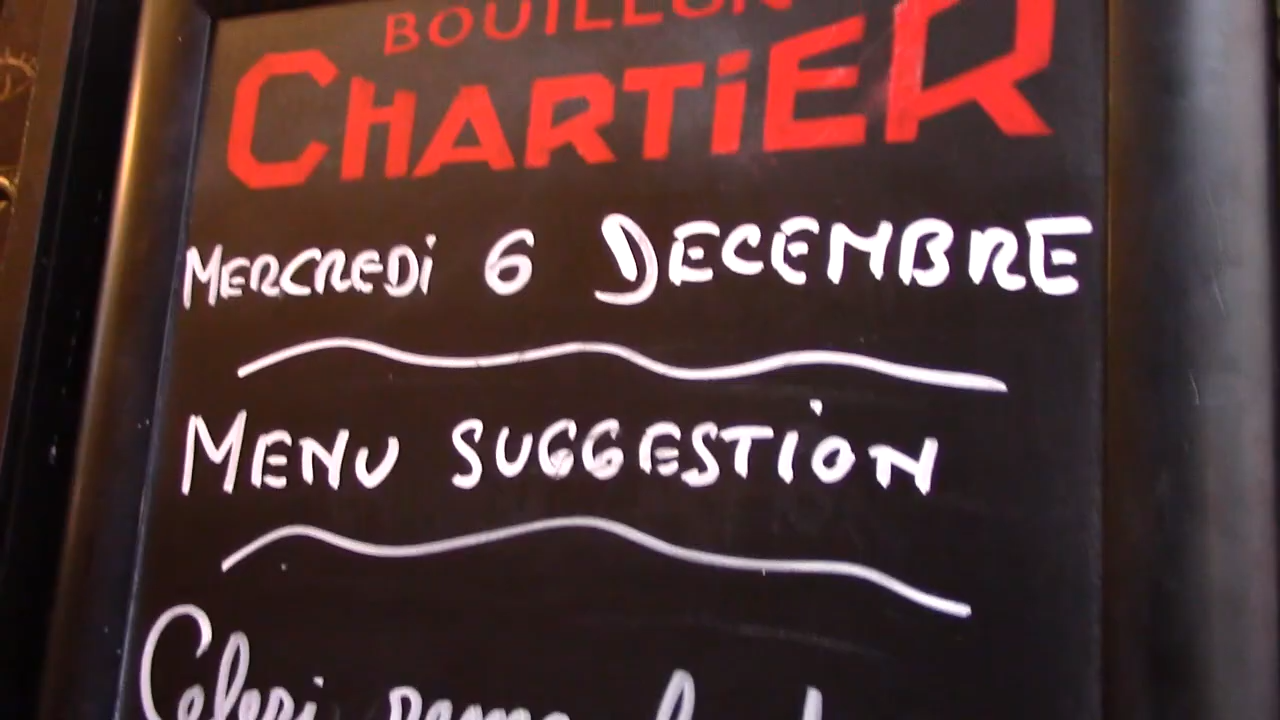 BOUILLON
CHARTiER
MERCREDi 6 DECEMBRE
MENU SUGGESTiON
Celeri